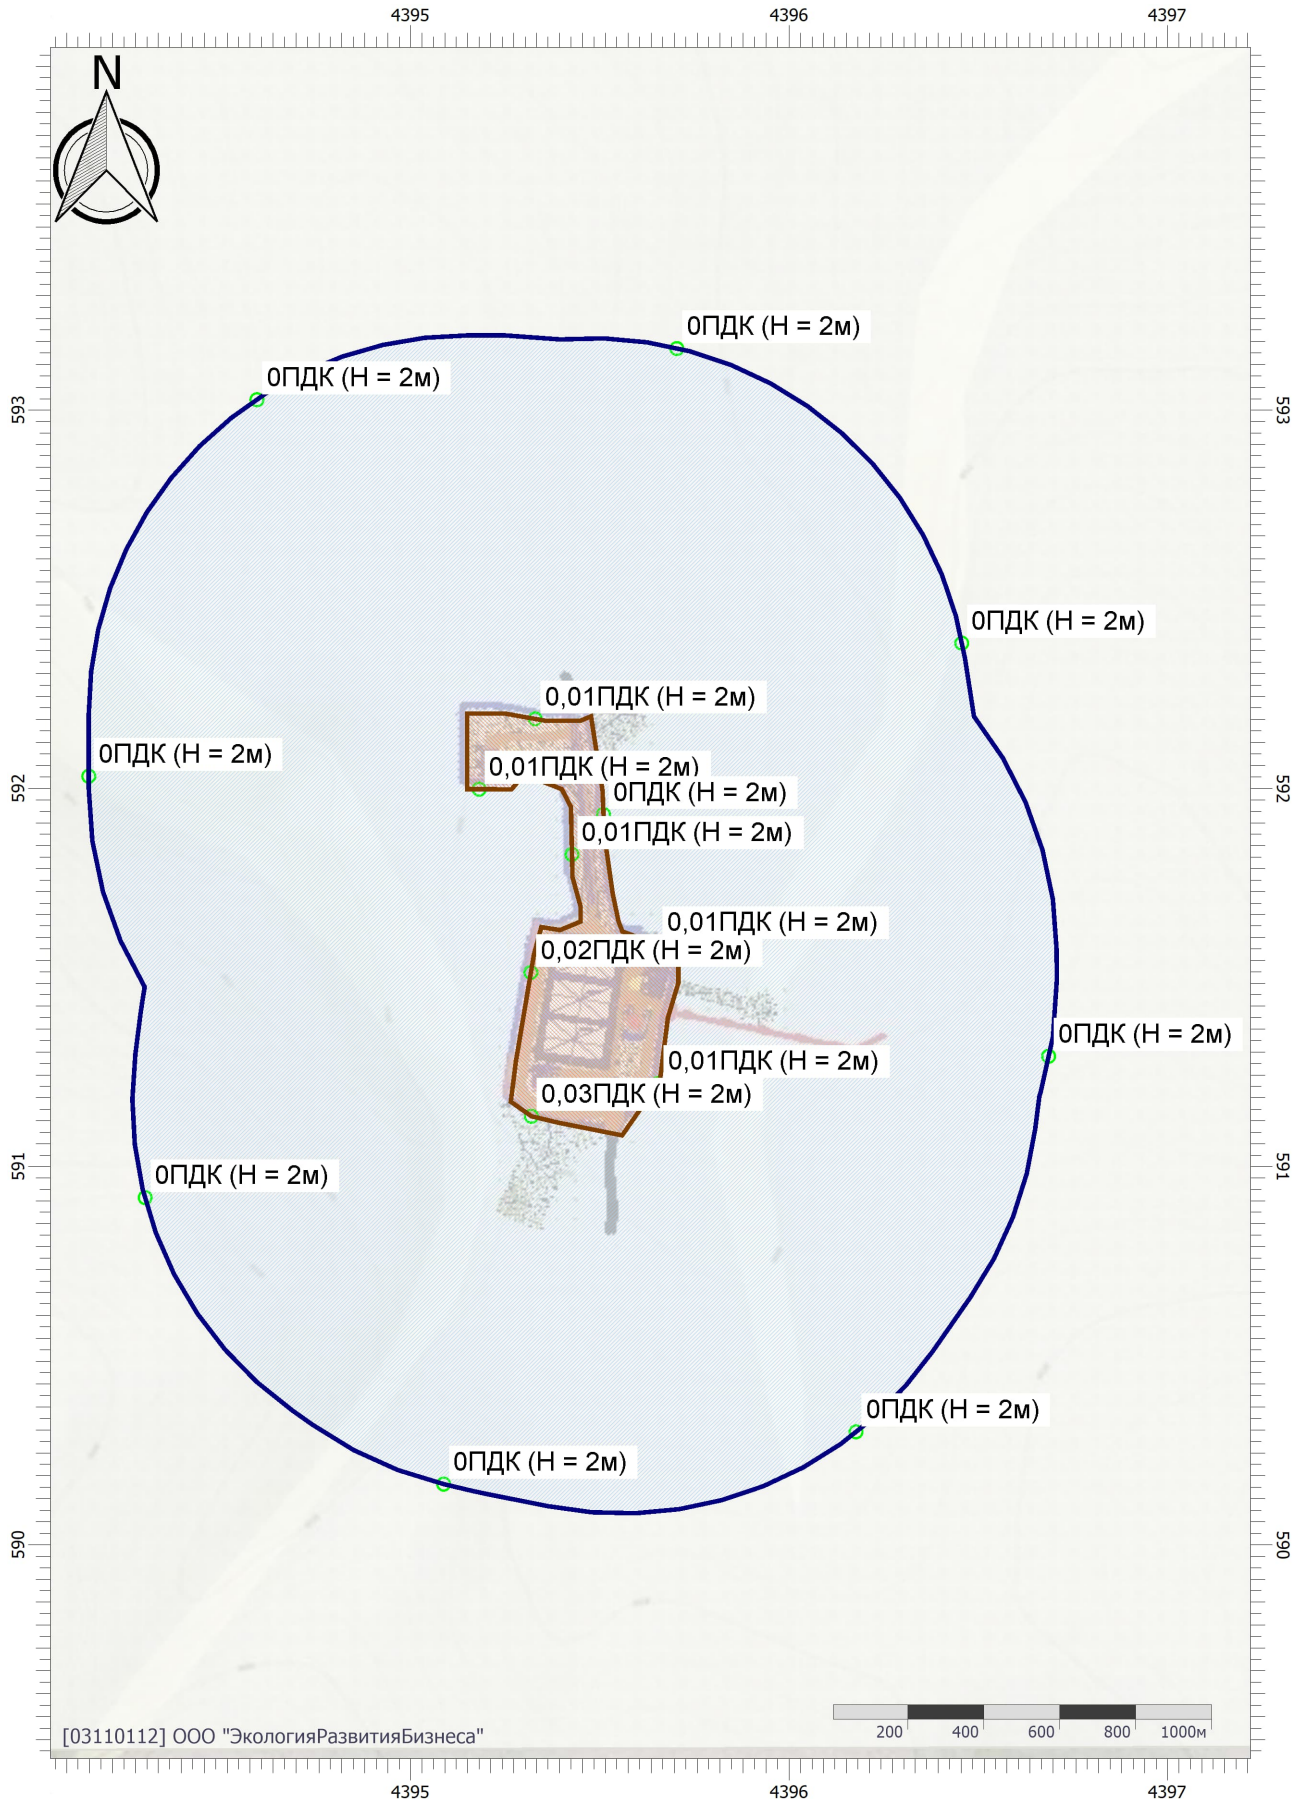 4395 4396 4397
N
0ПДК (H = 2м)
0ПДК (H = 2м)
593 593
0ПДК (H = 2м)
0,01ПДК (H = 2м)
0ПДК (H = 2м)
0,01ПДК (H = 2м)
592 592
0ПДК (H = 2м)
0,01ПДК (H = 2м)
0,01ПДК (H = 2м)
0,02ПДК (H = 2м)
0ПДК (H = 2м)
0,01ПДК (H = 2м)
0,03ПДК (H = 2м)
591 591
0ПДК (H = 2м)
0ПДК (H = 2м)
0ПДК (H = 2м)
590 590
200 400 600 800 1000м
[03110112] ООО "ЭкологияРазвитияБизнеса"
4395 4396 4397